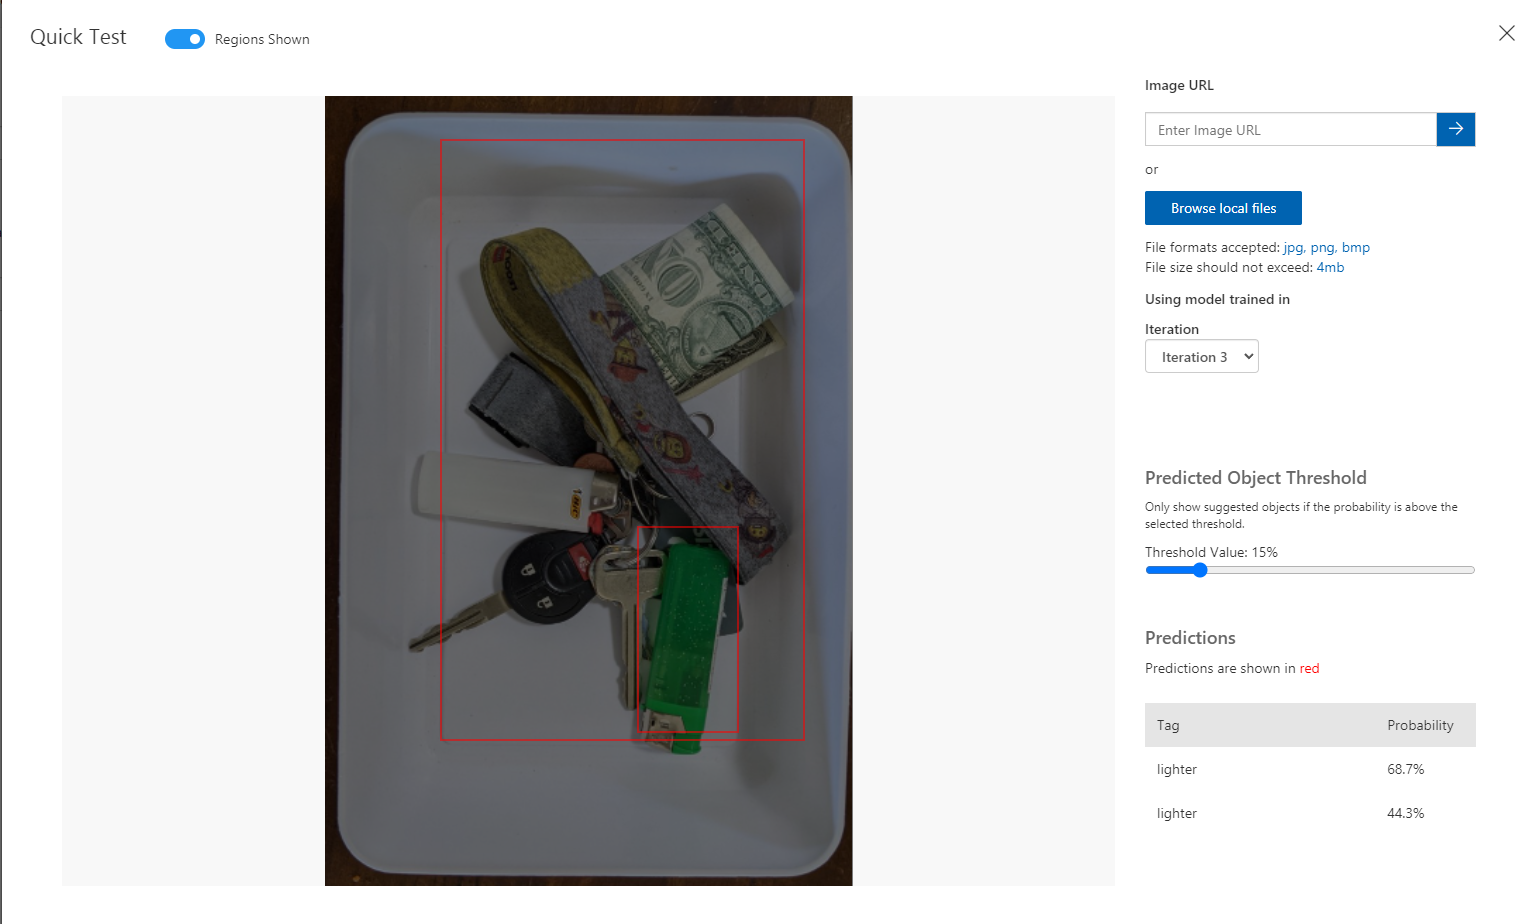 Quick Test
Regions Shown
Image URL
Enter Image URL
or
Browse local files
File formats accepted: jpg, png, bmp
File size should not exceed: 4mb
Using model trained in
Iteration
Iteration 3
Predicted Object Threshold
Only show suggested objects if the probability is above the
selected threshold.
Threshold Value: 15%
Predictions
Predictions are shown in red
Tag Probability
lighter 68.7%
lighter 44.3%
BIC